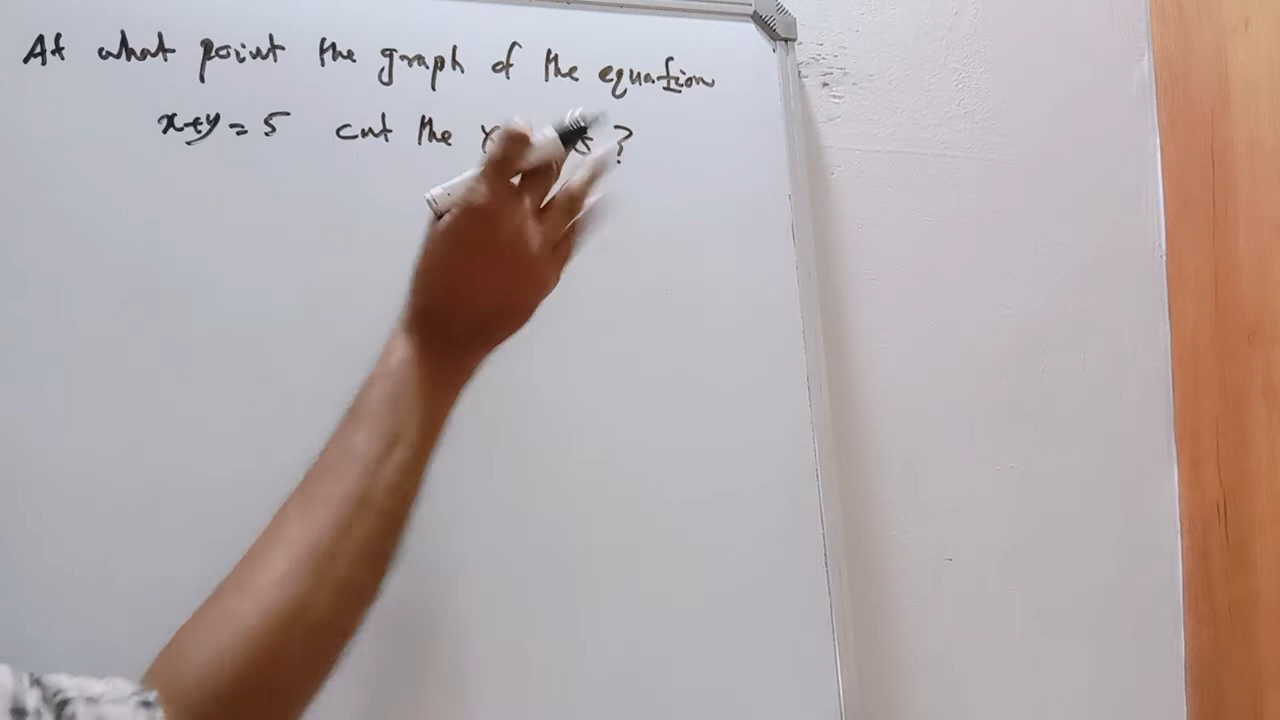 At what point the graph of the equation
x+y = 5 cut the ?